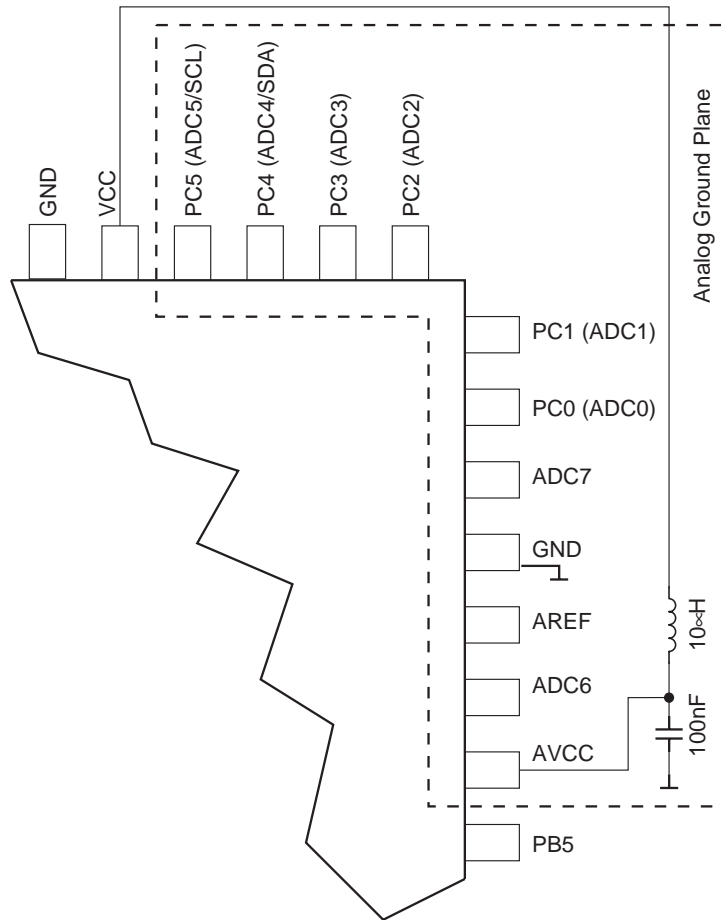 GND
VCC
PC5 (ADC5/SCL)
PC4 (ADC4/SDA)
PC3 (ADC3)
PC2 (ADC2)
Analog Ground Plane
PC1 (ADC1)
PC0 (ADC0)
ADC7
GND
AREF
ADC6
AVCC
PB5
10∝H
100nF